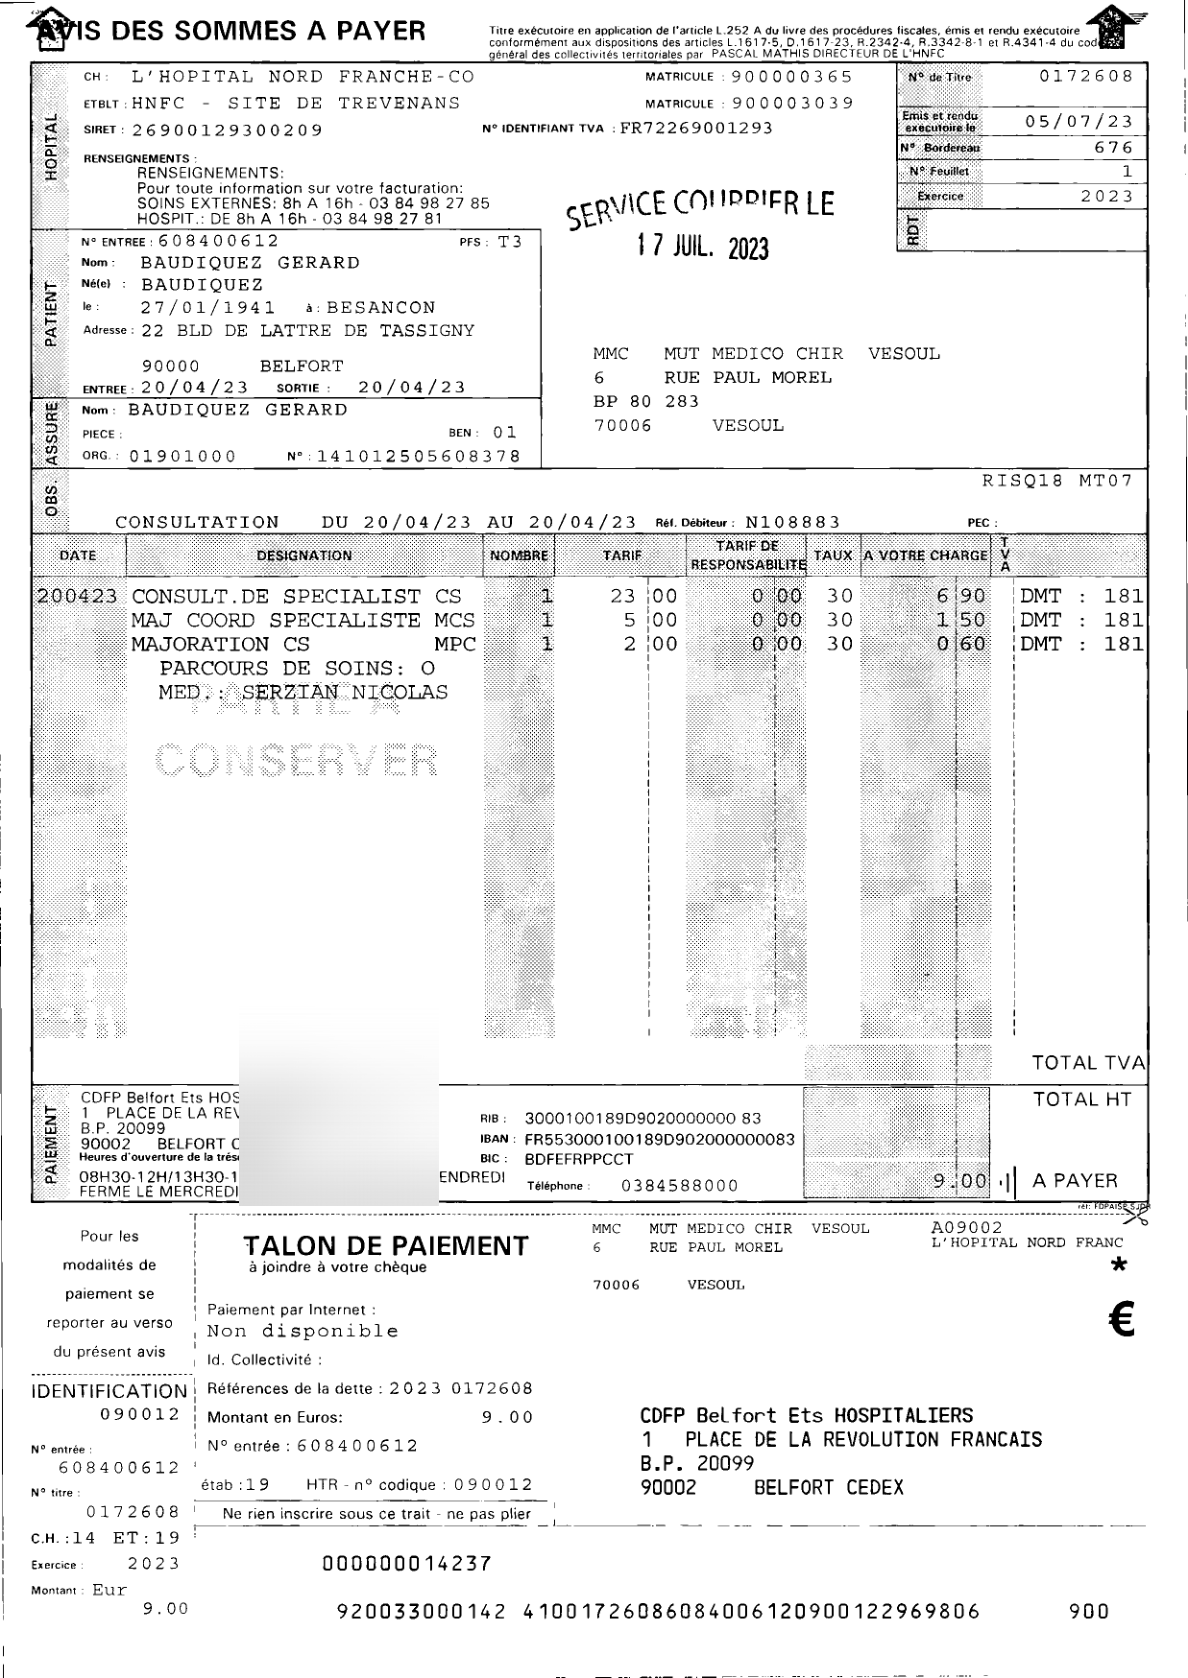 AVIS DES SOMMES A PAYER
Titre exécutoire en application de l'article L.252 A du livre des procédures fiscales, émis et rendu exécutoire
conformément aux dispositions des articles L.1617-5, D.1617-23, R.2342-4, R.3342-8-1 et R.4341-4 du code
général des collectivités territoriales par PASCAL MATHIS DIRECTEUR DE L'HNFC
HOPITAL
CH : L'HOPITAL NORD FRANCHE-CO MATRICULE : 900000365
ETBLT : HNFC - SITE DE TREVENANS MATRICULE : 900003039
SIRET : 26900129300209 N° IDENTIFIANT TVA : FR72269001293
RENSEIGNEMENTS :
RENSEIGNEMENTS:
Pour toute information sur votre facturation:
SOINS EXTERNES: 8h A 16h - 03 84 98 27 85
HOSPIT.: DE 8h A 16h - 03 84 98 27 81
N° de Titre 0172608
Emis et rendu exécutoire le 05/07/23
N° Bordereau 676
N° Feuillet 1
Exercice 2023
RDT
SERVICE COURRIER LE
17 JUIL. 2023
PATIENT
N° ENTREE : 608400612 PFS : T3
Nom : BAUDIQUEZ GERARD
Né(e) : BAUDIQUEZ
le : 27/01/1941 à : BESANCON
Adresse : 22 BLD DE LATTRE DE TASSIGNY
90000 BELFORT
ENTREE : 20/04/23 SORTIE : 20/04/23
MMC MUT MEDICO CHIR VESOUL
6 RUE PAUL MOREL
BP 80 283
70006 VESOUL
ASSURE
Nom : BAUDIQUEZ GERARD
PIECE : BEN : 01
ORG. : 01901000 N° : 141012505608378
OBS.
RISQ18 MT07
CONSULTATION DU 20/04/23 AU 20/04/23 Réf. Débiteur : N108883 PEC :
DATE DESIGNATION NOMBRE TARIF TARIF DE RESPONSABILITE TAUX A VOTRE CHARGE TVA
200423 CONSULT.DE SPECIALIST CS 1 23 00 0 00 30 6 90 DMT : 181
MAJ COORD SPECIALISTE MCS 1 5 00 0 00 30 1 50 DMT : 181
MAJORATION CS MPC 1 2 00 0 00 30 0 60 DMT : 181
PARCOURS DE SOINS: O
MED.: SERZIAN NICOLAS
PARTIE A
CONSERVER
TOTAL TVA
TOTAL HT
9.00 A PAYER
PAIEMENT
CDFP Belfort Ets HOS
1 PLACE DE LA REV
B.P. 20099
90002 BELFORT C
Heures d'ouverture de la trés
08H30-12H/13H30-1 ENDREDI
FERME LE MERCREDI
RIB : 3000100189D9020000000 83
IBAN : FR553000100189D902000000083
BIC : BDFEFRPPCCT
Téléphone : 0384588000
réf: FDPAISE SJPR
Pour les
modalités de
paiement se
reporter au verso
du présent avis
IDENTIFICATION
090012
N° entrée :
608400612
N° titre :
0172608
C.H. :14 ET:19
Exercice : 2023
Montant : Eur
9.00
TALON DE PAIEMENT
à joindre à votre chèque
Paiement par Internet :
Non disponible
Id. Collectivité :
Références de la dette : 2023 0172608
Montant en Euros: 9.00
N° entrée : 608400612
étab :19 HTR - n° codique : 090012
Ne rien inscrire sous ce trait - ne pas plier
MMC MUT MEDICO CHIR VESOUL
6 RUE PAUL MOREL
70006 VESOUL
A09002
L'HOPITAL NORD FRANC
*
€
CDFP Belfort Ets HOSPITALIERS
1 PLACE DE LA REVOLUTION FRANCAIS
B.P. 20099
90002 BELFORT CEDEX
000000014237
920033000142 4100172608608400612090012296980​6 900